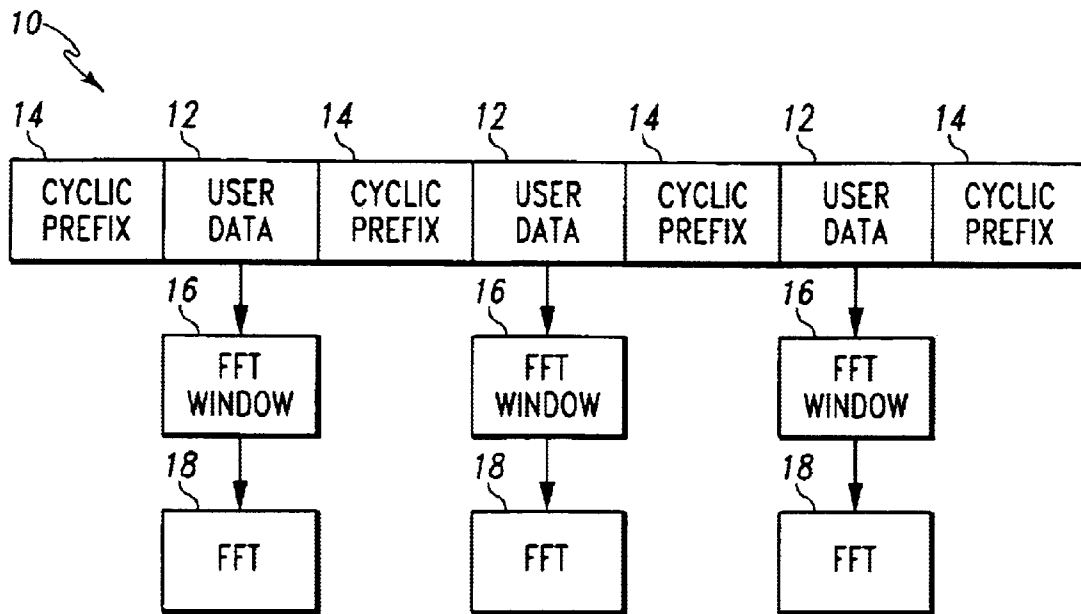 10
14 12 14 12 14 12 14
CYCLIC PREFIX USER DATA CYCLIC PREFIX USER DATA CYCLIC PREFIX USER DATA CYCLIC PREFIX
16 16 16
FFT WINDOW FFT WINDOW FFT WINDOW
18 18 18
FFT FFT FFT